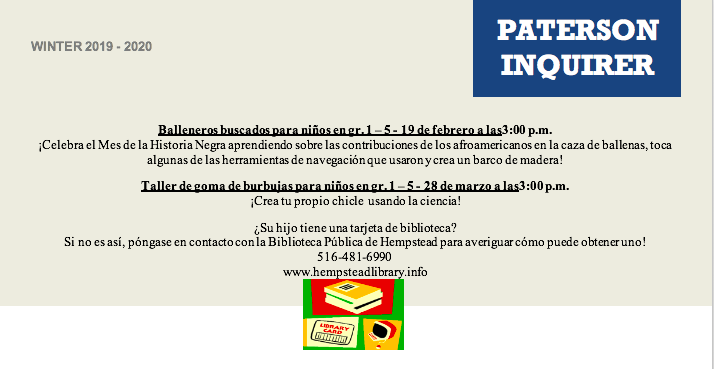 WINTER 2019 - 2020
PATERSON
INQUIRER
Balleneros buscados para niños en gr. 1 – 5 - 19 de febrero a las3:00 p.m.
¡Celebra el Mes de la Historia Negra aprendiendo sobre las contribuciones de los afroamericanos en la caza de ballenas, toca
algunas de las herramientas de navegación que usaron y crea un barco de madera!
Taller de goma de burbujas para niños en gr. 1 – 5 - 28 de marzo a las3:00 p.m.
¡Crea tu propio chicle usando la ciencia!
¿Su hijo tiene una tarjeta de biblioteca?
Si no es así, póngase en contacto con la Biblioteca Pública de Hempstead para averiguar cómo puede obtener uno!
516-481-6990
www.hempsteadlibrary.info
LIBRARY
CARD